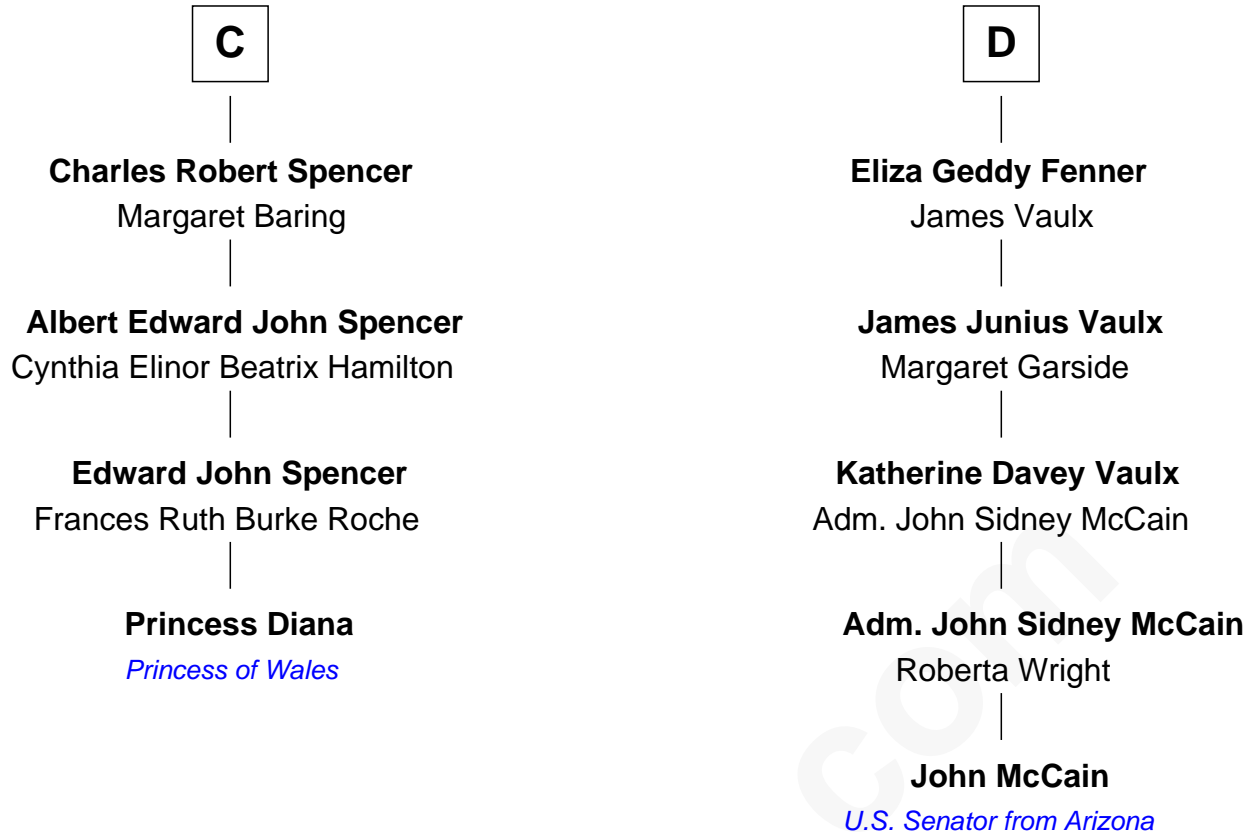 C
Charles Robert Spencer
Margaret Baring
Albert Edward John Spencer
Cynthia Elinor Beatrix Hamilton
Edward John Spencer
Frances Ruth Burke Roche
Princess Diana
Princess of Wales
D
Eliza Geddy Fenner
James Vaulx
James Junius Vaulx
Margaret Garside
Katherine Davey Vaulx
Adm. John Sidney McCain
Adm. John Sidney McCain
Roberta Wright
John McCain
U.S. Senator from Arizona
com